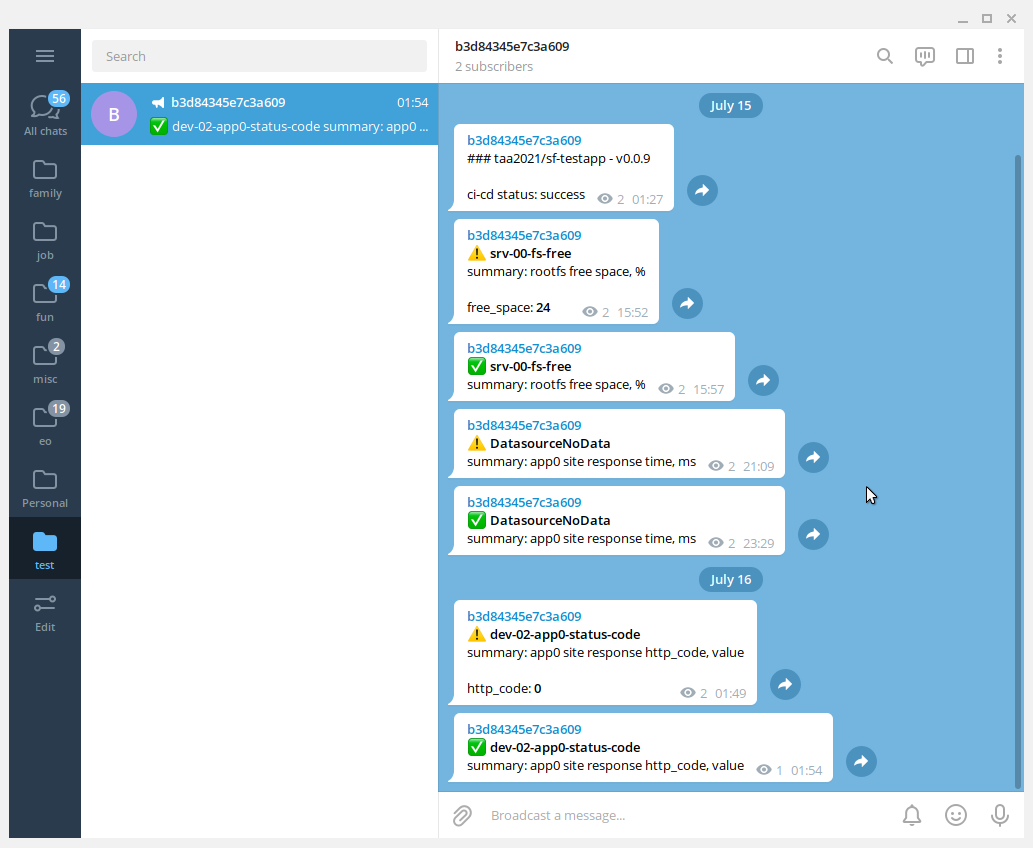 Search
56
All chats
family
job
14
fun
2
misc
19
eo
Personal
test
Edit
B
b3d84345e7c3a609 01:54
dev-02-app0-status-code summary: app0 ...
b3d84345e7c3a609
2 subscribers
July 15
b3d84345e7c3a609
### taa2021/sf-testapp - v0.0.9
ci-cd status: success 2 01:27
b3d84345e7c3a609
srv-00-fs-free
summary: rootfs free space, %
free_space: 24 2 15:52
b3d84345e7c3a609
srv-00-fs-free
summary: rootfs free space, % 2 15:57
b3d84345e7c3a609
DatasourceNoData
summary: app0 site response time, ms 2 21:09
b3d84345e7c3a609
DatasourceNoData
summary: app0 site response time, ms 2 23:29
July 16
b3d84345e7c3a609
dev-02-app0-status-code
summary: app0 site response http_code, value
http_code: 0 2 01:49
b3d84345e7c3a609
dev-02-app0-status-code
summary: app0 site response http_code, value 1 01:54
Broadcast a message...